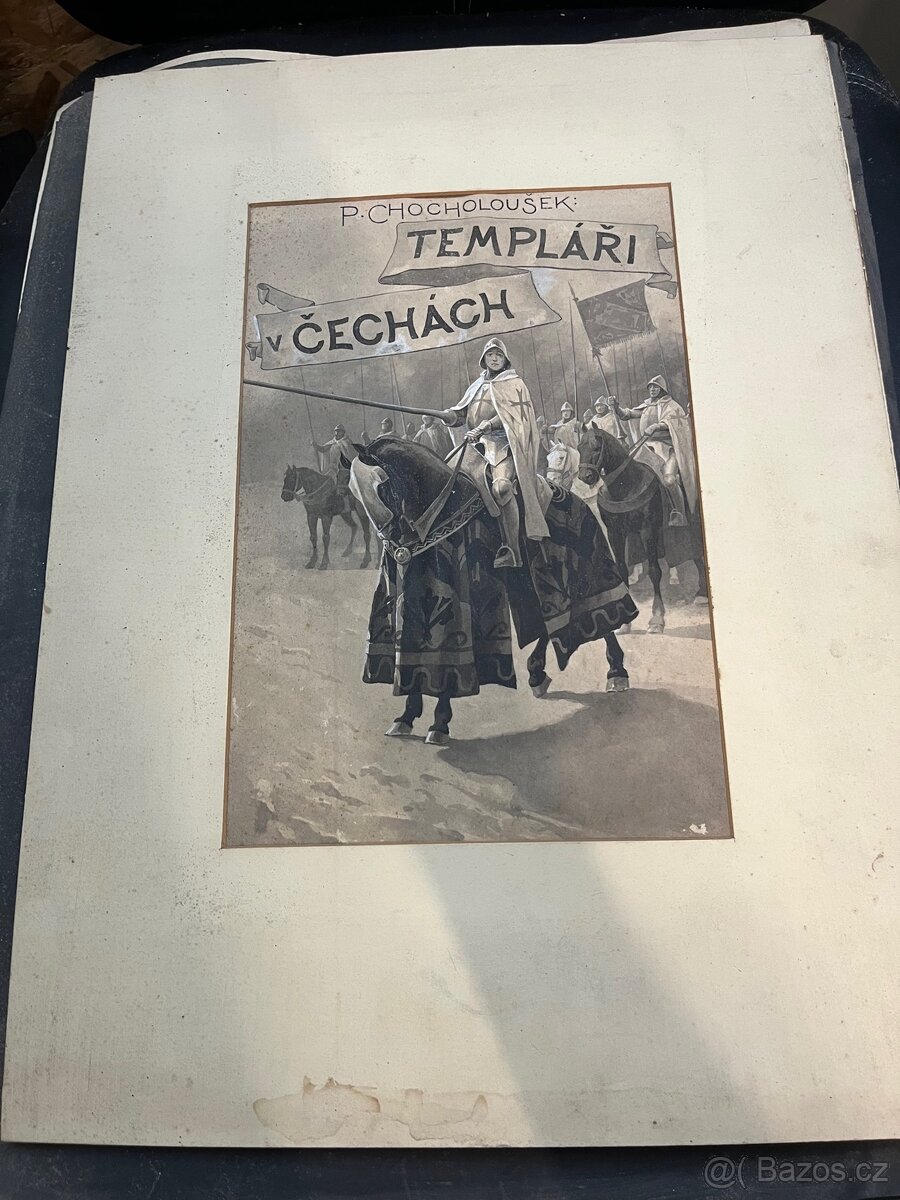 P. CHOCHOLOUŠEK:
TEMPLÁŘI
V ČECHÁCH
@( Bazos.cz